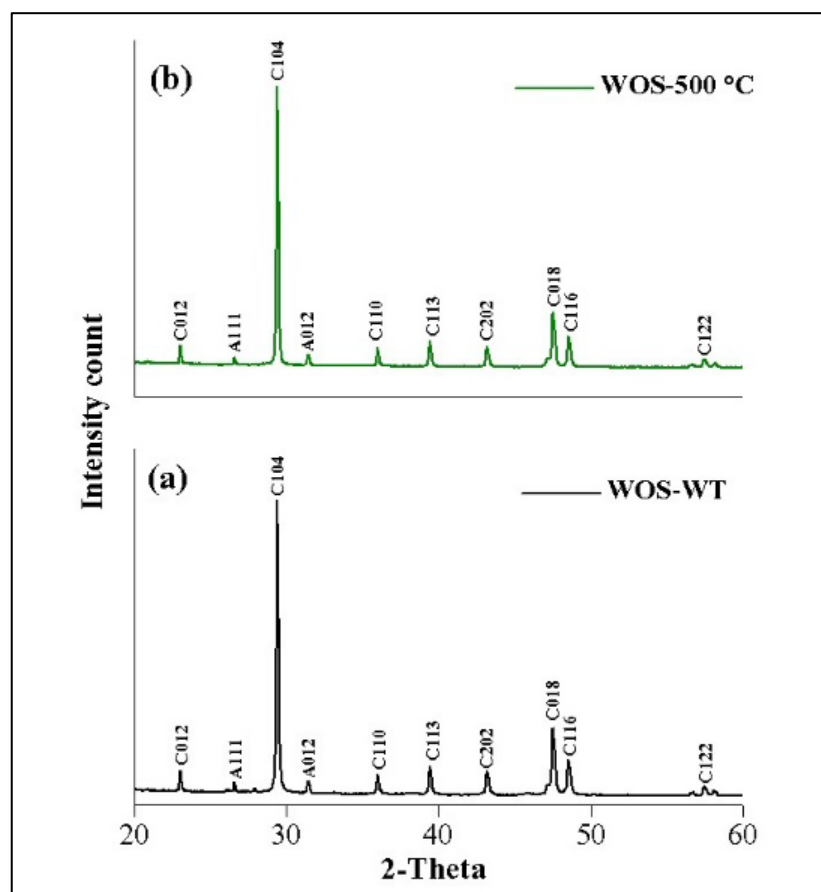 (b)
WOS-500 °C
C012
A111
C104
A012
C110
C113
C202
C018
C116
C122
Intensity count
(a)
WOS-WT
C012
A111
C104
A012
C110
C113
C202
C018
C116
C122
20 30 40 50 60
2-Theta